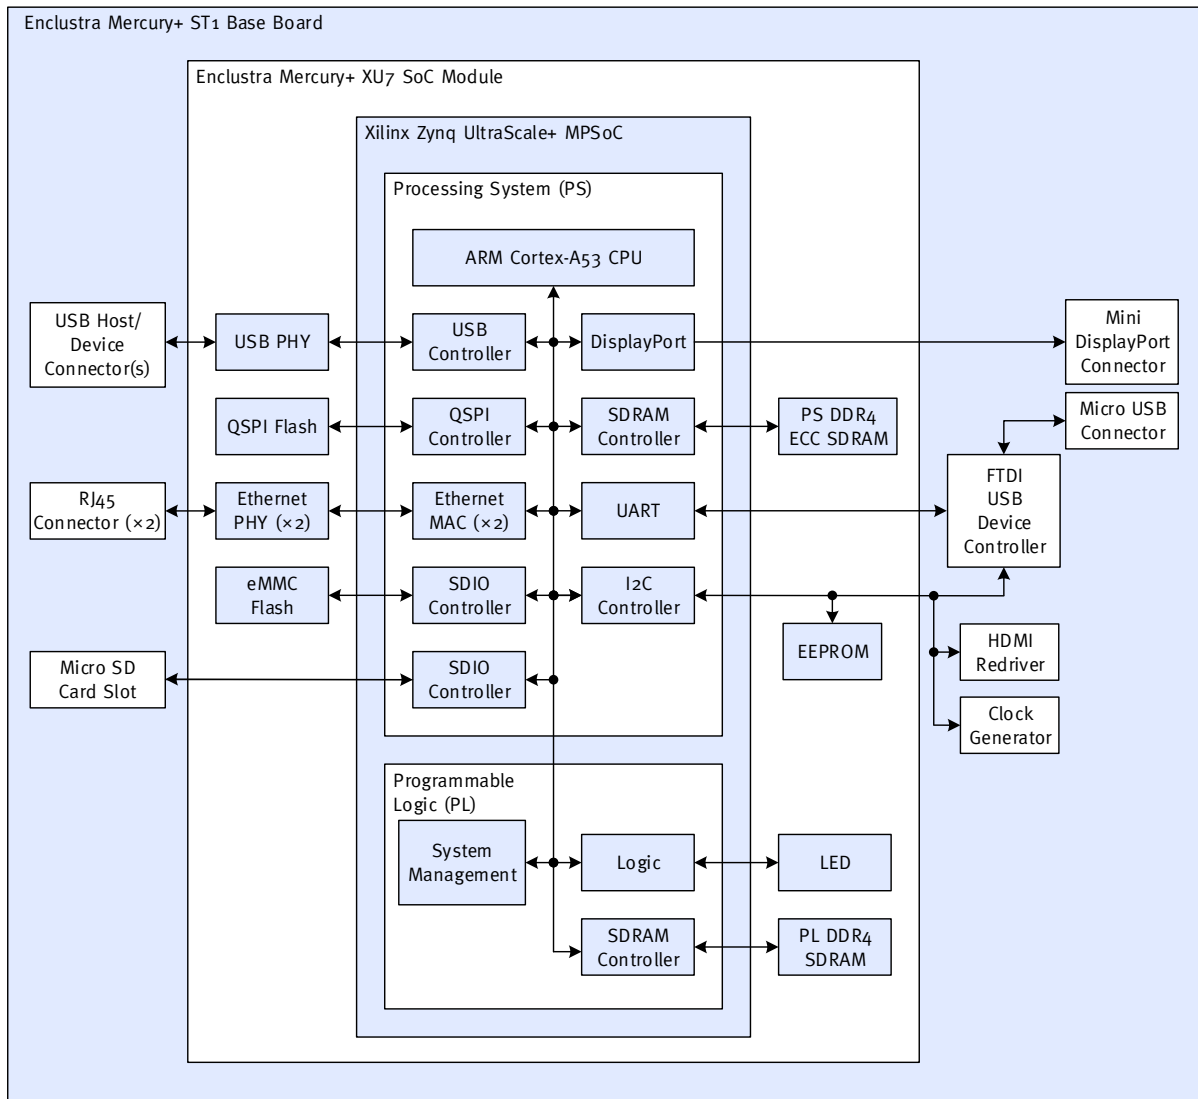 Enclustra Mercury+ ST1 Base Board
Enclustra Mercury+ XU7 SoC Module
Xilinx Zynq UltraScale+ MPSoC
Processing System (PS)
ARM Cortex-A53 CPU
USB Host/
Device
Connector(s)
USB PHY
USB
Controller
DisplayPort
Mini
DisplayPort
Connector
QSPI Flash
QSPI
Controller
SDRAM
Controller
PS DDR4
ECC SDRAM
Micro USB
Connector
RJ45
Connector (×2)
Ethernet
PHY (×2)
Ethernet
MAC (×2)
UART
FTDI
USB
Device
Controller
eMMC
Flash
SDIO
Controller
I2C
Controller
EEPROM
HDMI
Redriver
Micro SD
Card Slot
SDIO
Controller
Clock
Generator
Programmable
Logic (PL)
System
Management
Logic
LED
SDRAM
Controller
PL DDR4
SDRAM